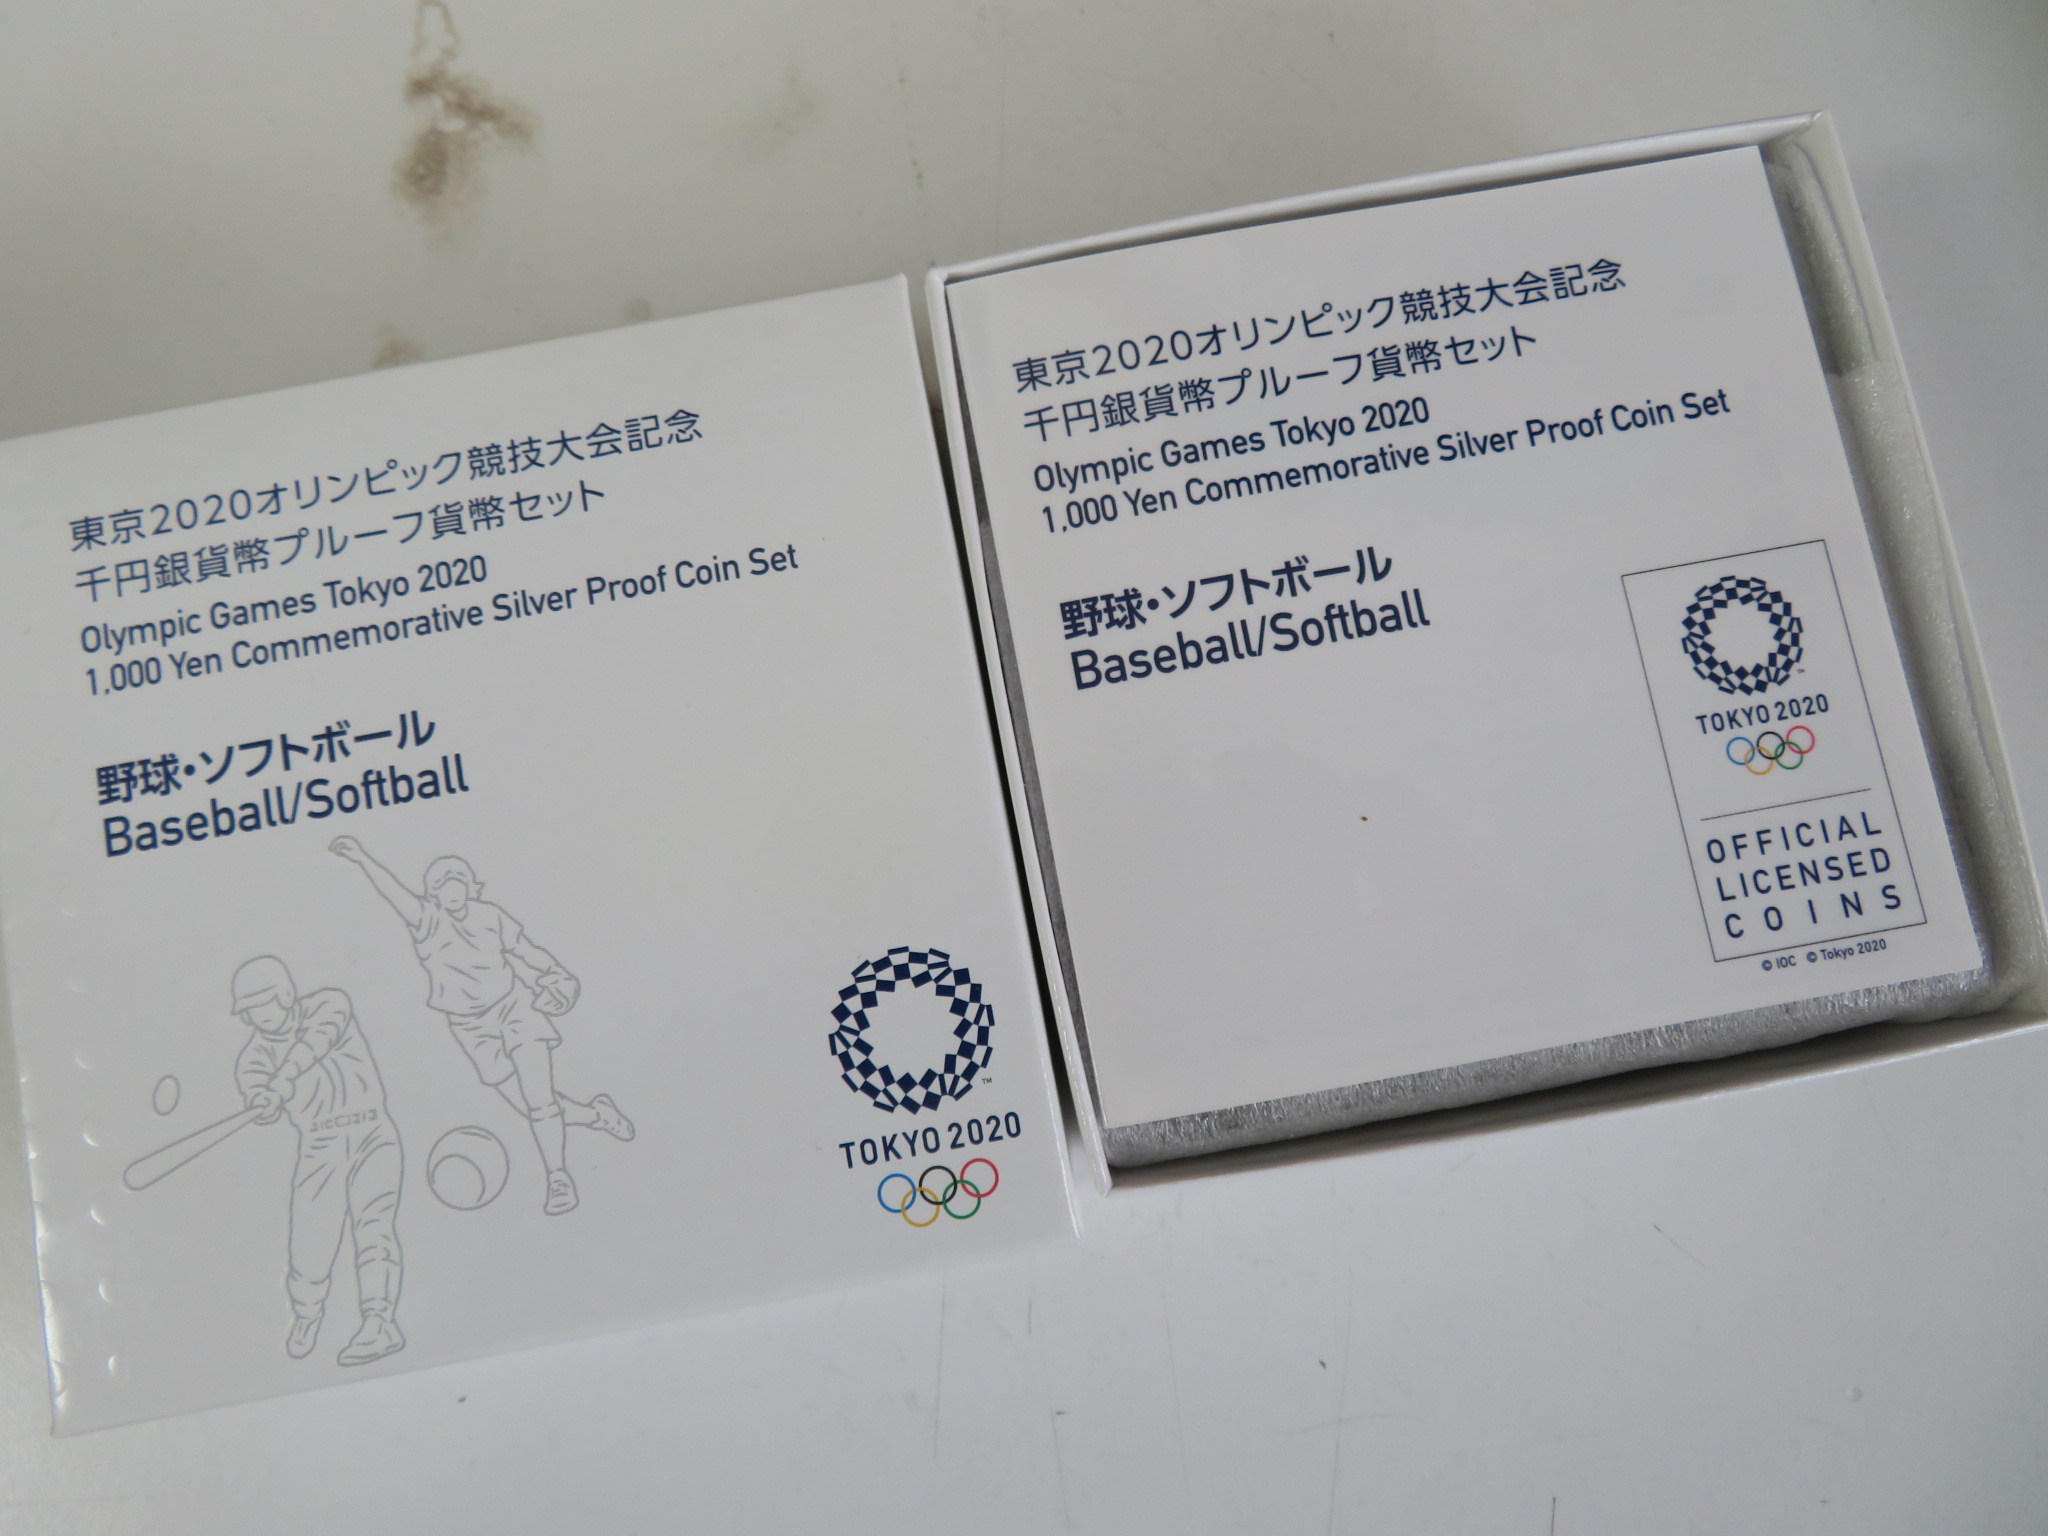 東京2020オリンピック競技大会記念
千円銀貨幣プルーフ貨幣セット
Olympic Games Tokyo 2020
1,000 Yen Commemorative Silver Proof Coin Set
野球・ソフトボール
Baseball/Softball
TM
TOKYO 2020
東京2020オリンピック競技大会記念
千円銀貨幣プルーフ貨幣セット
Olympic Games Tokyo 2020
1,000 Yen Commemorative Silver Proof Coin Set
野球・ソフトボール
Baseball/Softball
TM
TOKYO 2020
OFFICIAL
LICENSED
COINS
© IOC © Tokyo 2020